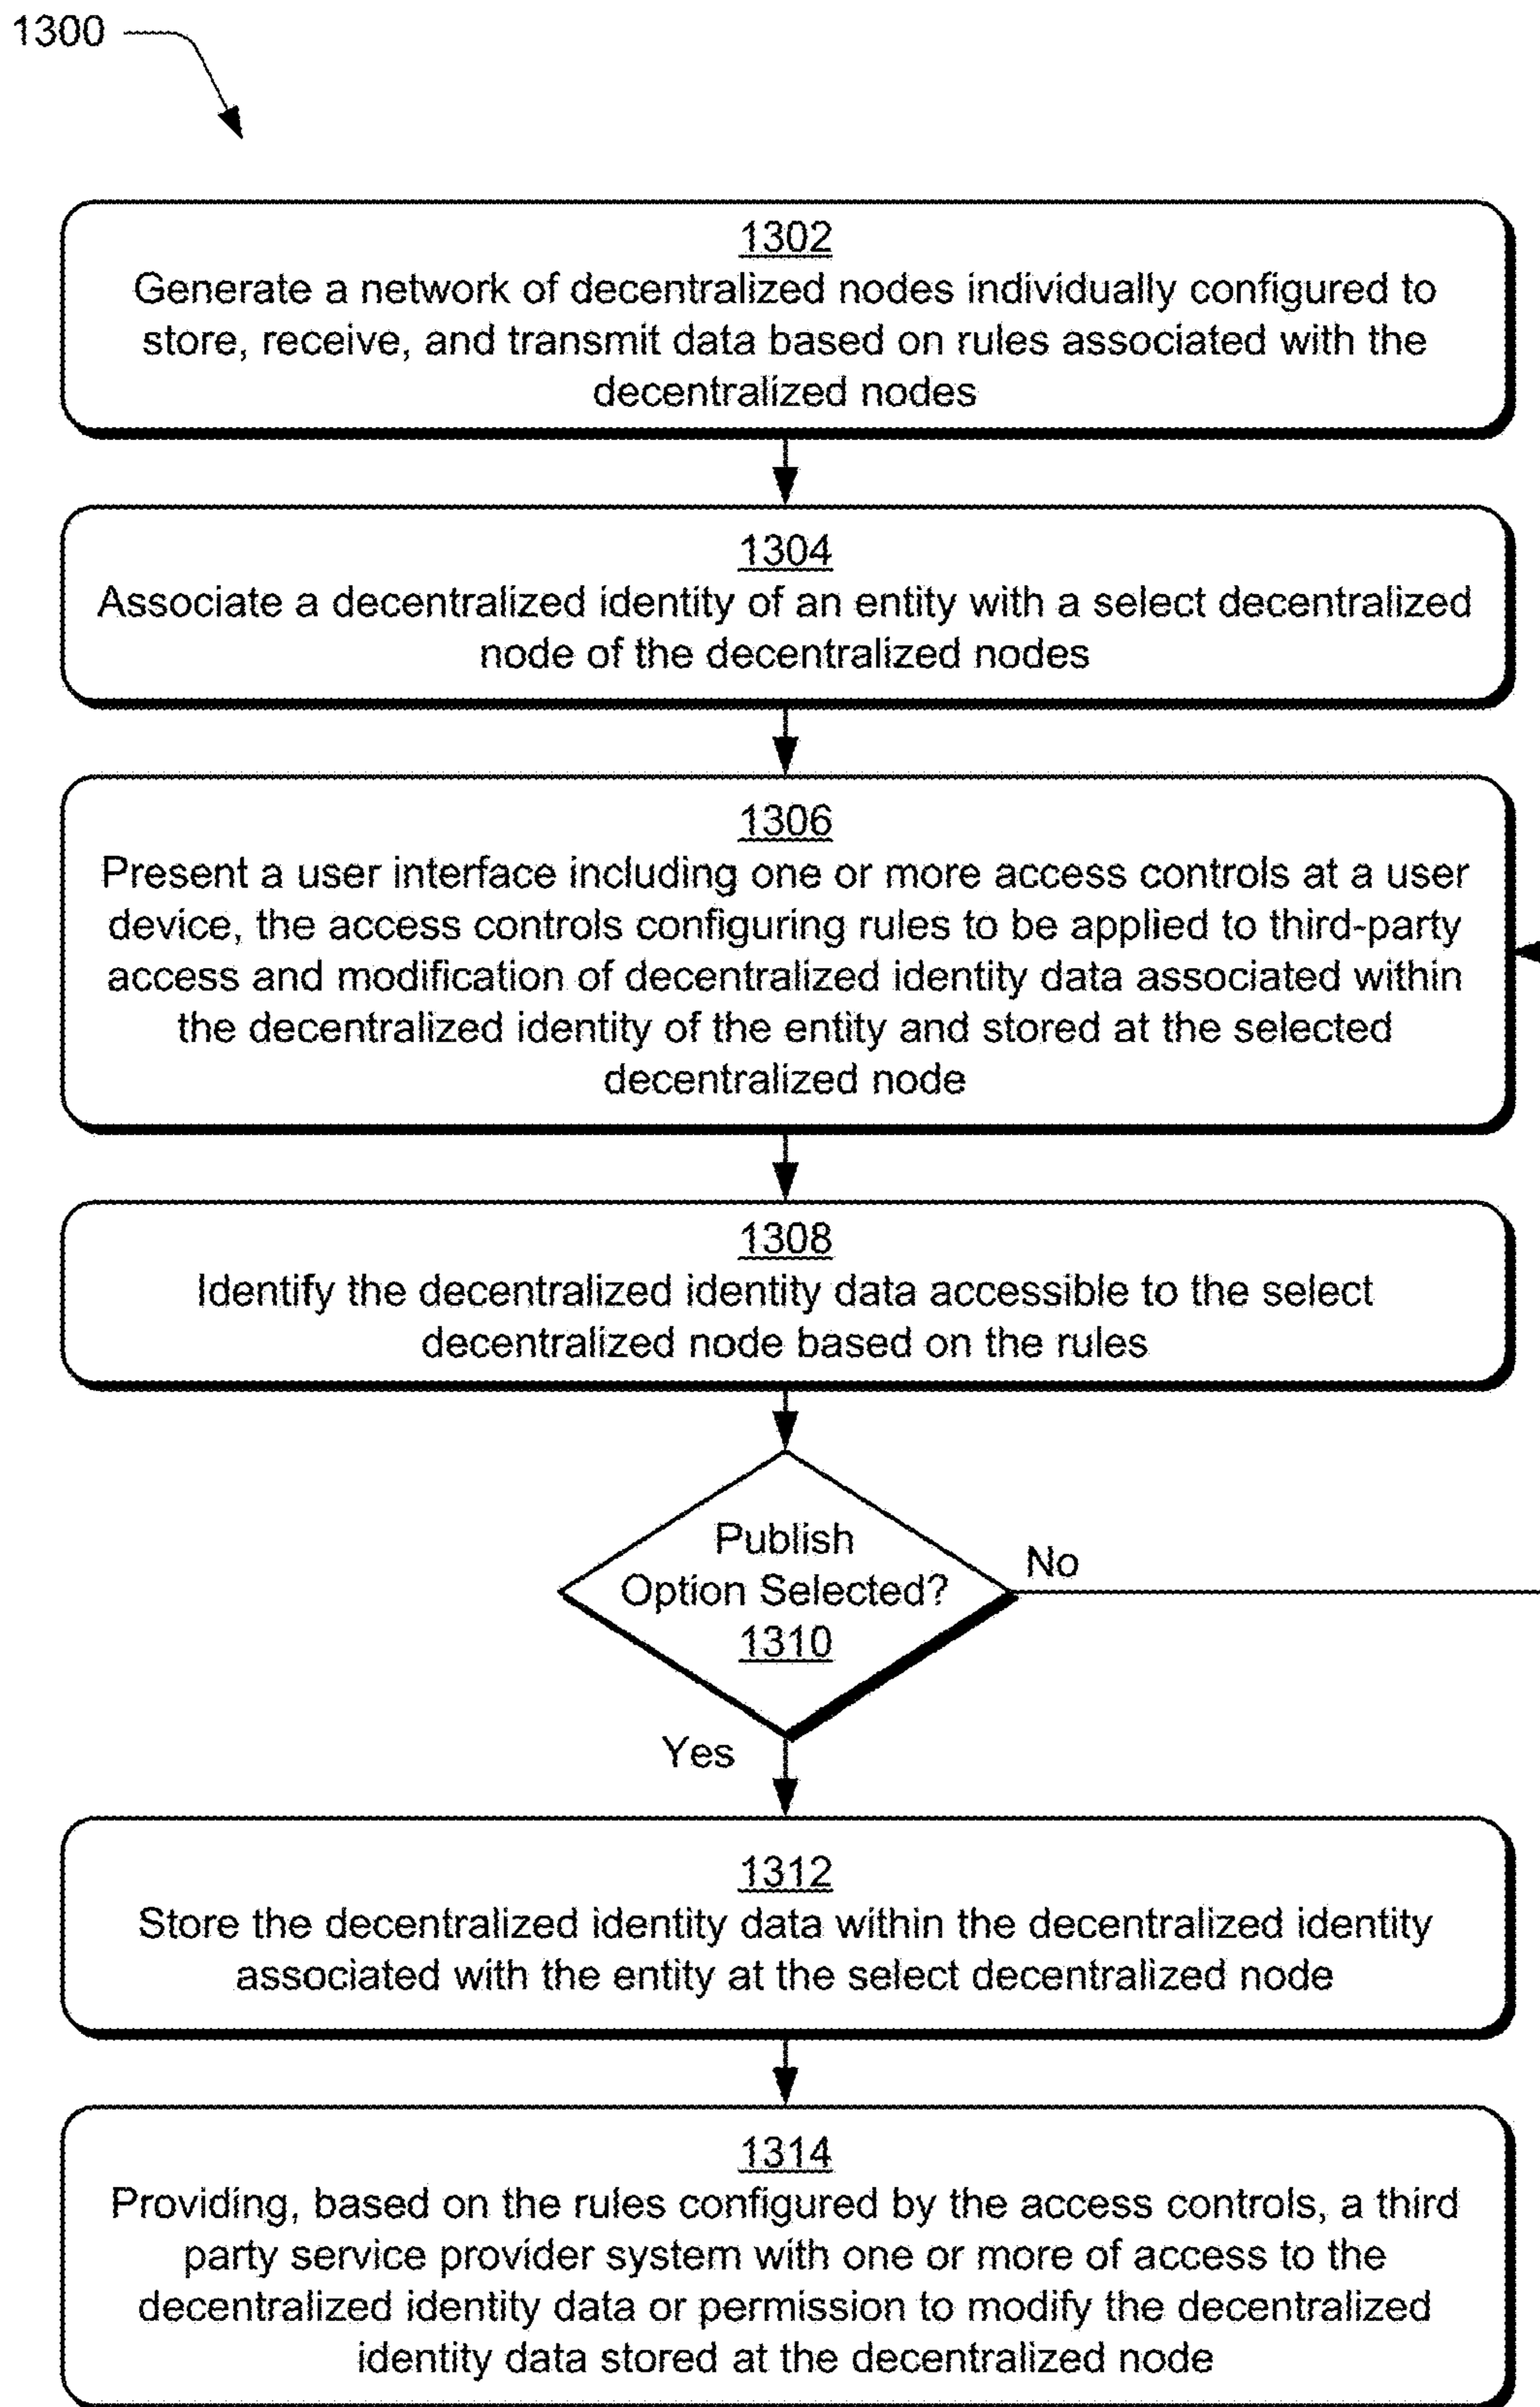 1300
1302
Generate a network of decentralized nodes individually configured to
store, receive, and transmit data based on rules associated with the
decentralized nodes
1304
Associate a decentralized identity of an entity with a select decentralized
node of the decentralized nodes
1306
Present a user interface including one or more access controls at a user
device, the access controls configuring rules to be applied to third-party
access and modification of decentralized identity data associated within
the decentralized identity of the entity and stored at the selected
decentralized node
1308
Identify the decentralized identity data accessible to the select
decentralized node based on the rules
Publish
Option Selected?
1310
No
Yes
1312
Store the decentralized identity data within the decentralized identity
associated with the entity at the select decentralized node
1314
Providing, based on the rules configured by the access controls, a third
party service provider system with one or more of access to the
decentralized identity data or permission to modify the decentralized
identity data stored at the decentralized node